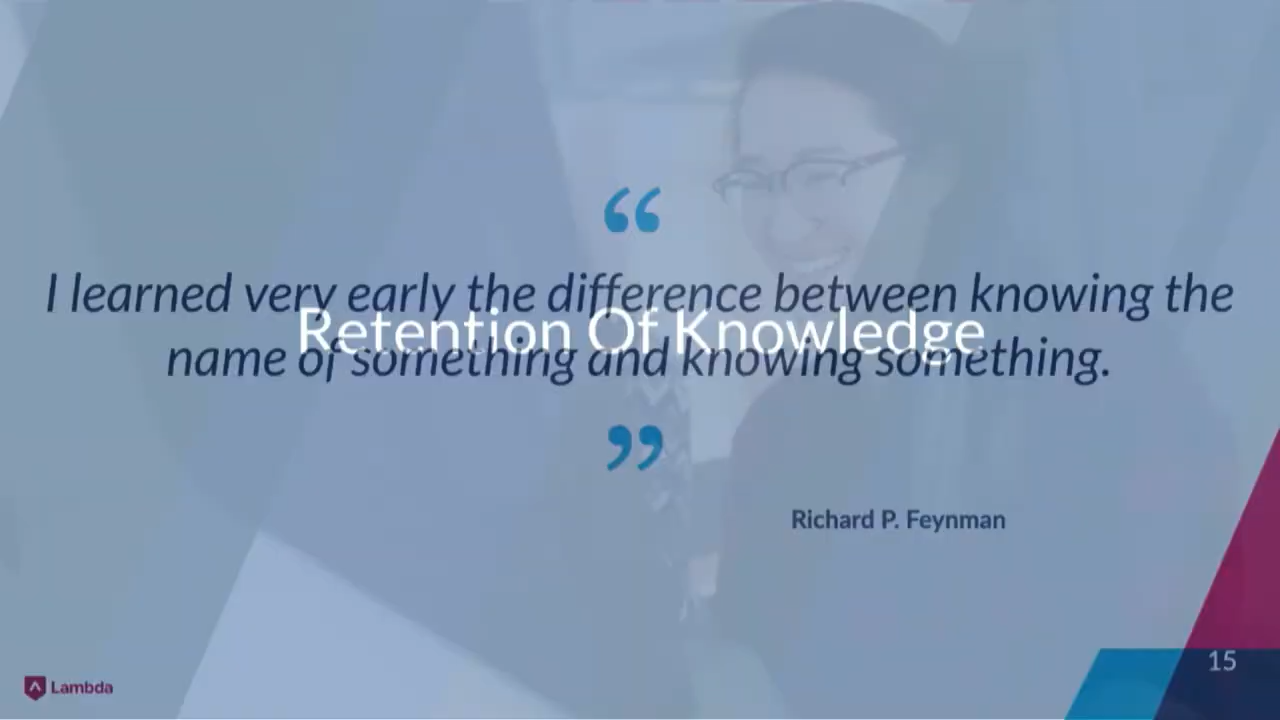 “
I learned very early the difference between knowing the
Retention Of Knowledge
name of something and knowing something.
”
Richard P. Feynman
15
Lambda